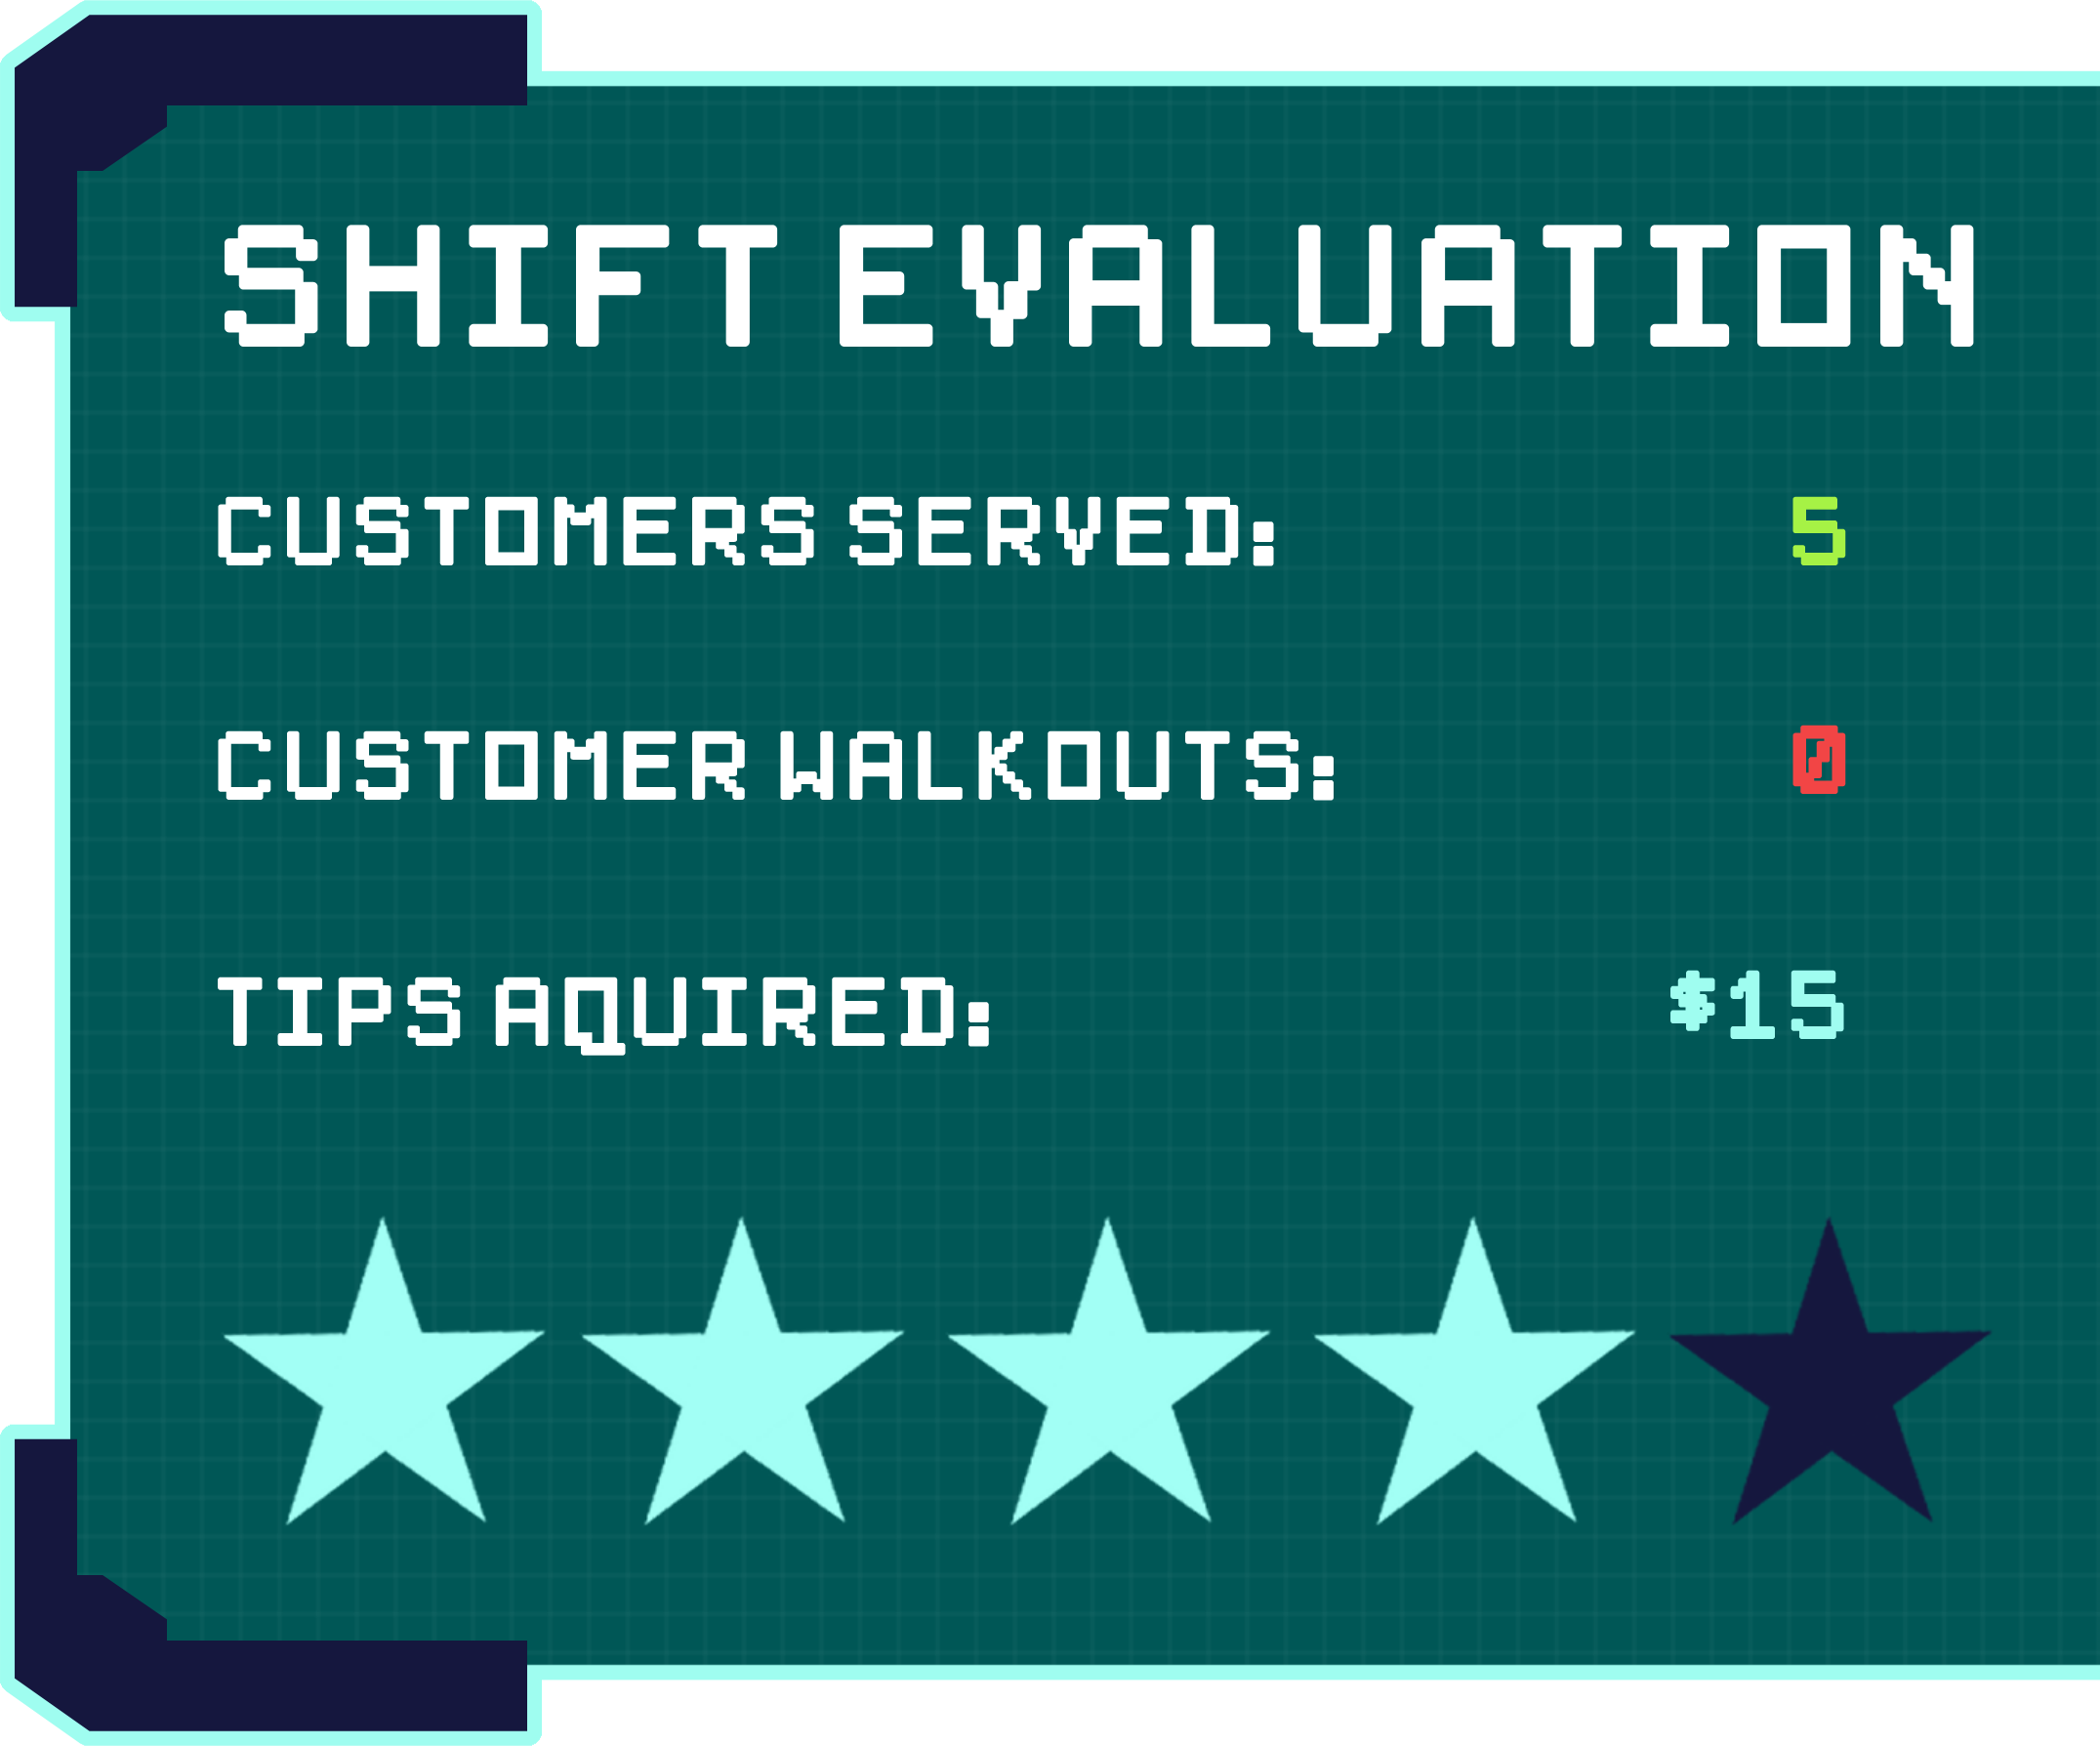 SHIFT EVALUATION
CUSTOMERS SERVED: 5
CUSTOMER WALKOUTS: 0
TIPS AQUIRED: $15